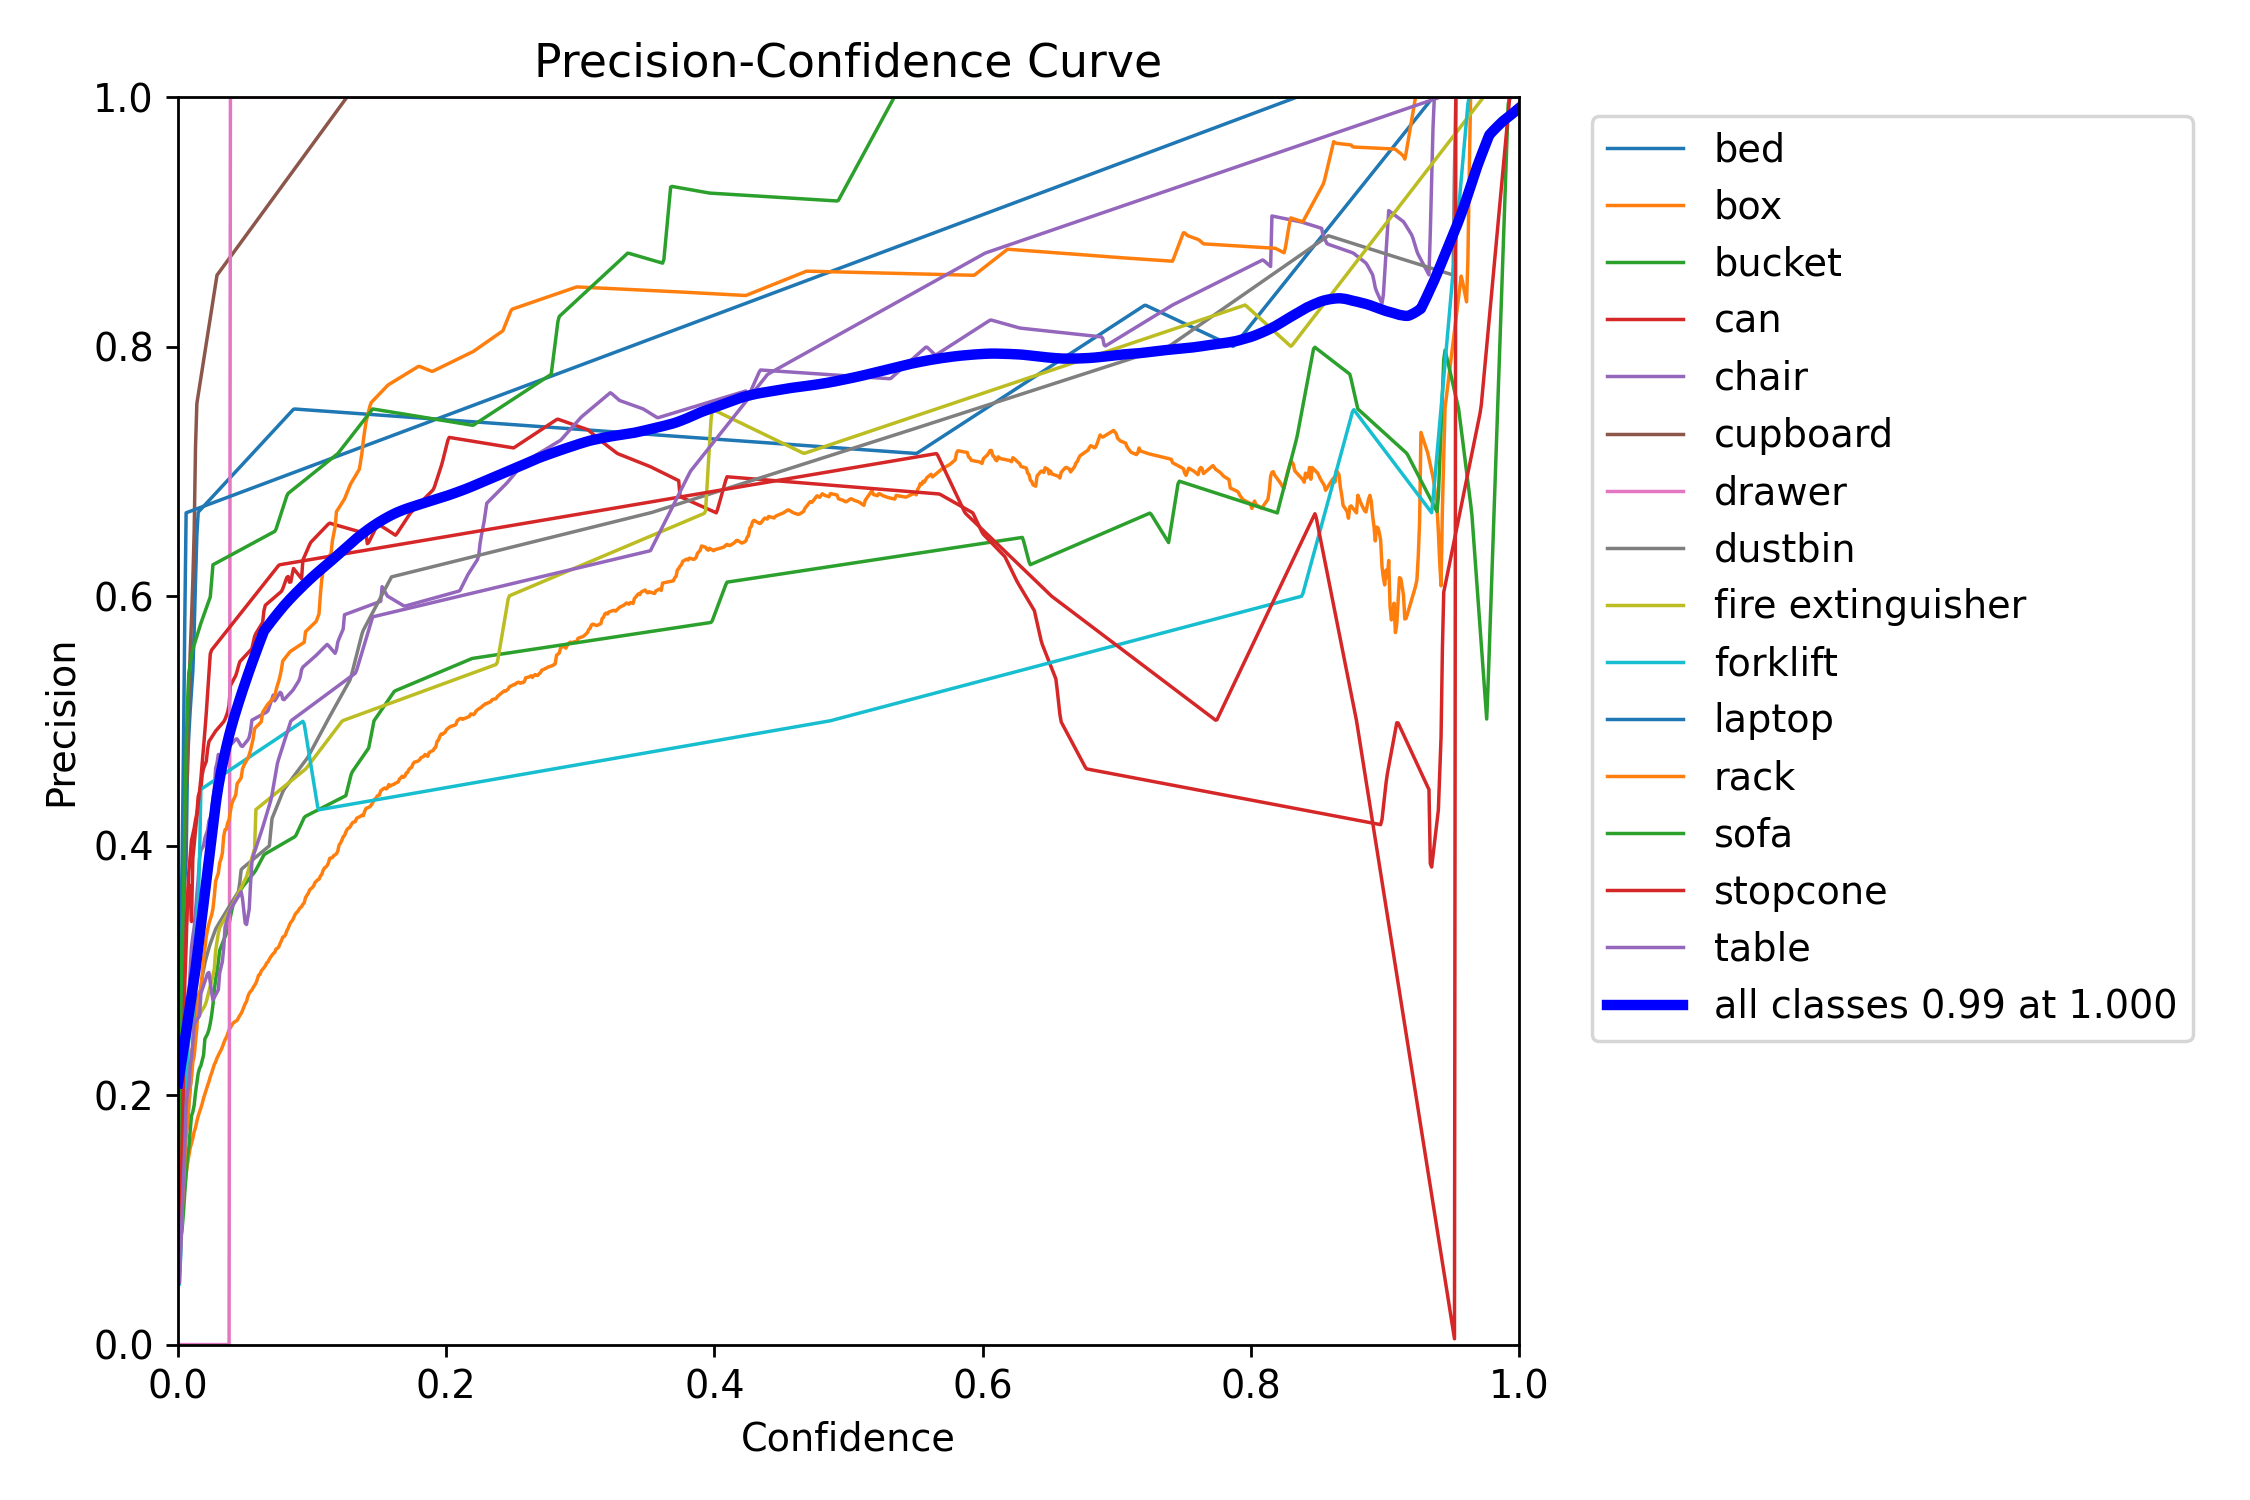 Precision-Confidence Curve
1.0
0.8
0.6
0.4
0.2
0.0
Precision
0.0 0.2 0.4 0.6 0.8 1.0
Confidence
bed
box
bucket
can
chair
cupboard
drawer
dustbin
fire extinguisher
forklift
laptop
rack
sofa
stopcone
table
all classes 0.99 at 1.000